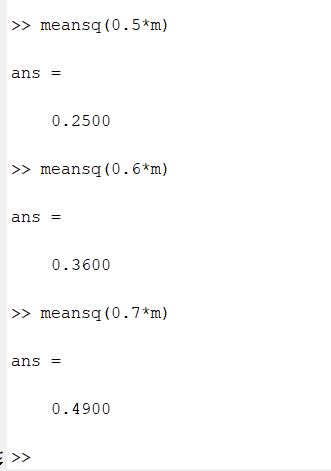 >> meansq(0.5*m)
ans =
0.2500
>> meansq(0.6*m)
ans =
0.3600
>> meansq(0.7*m)
ans =
0.4900
>>